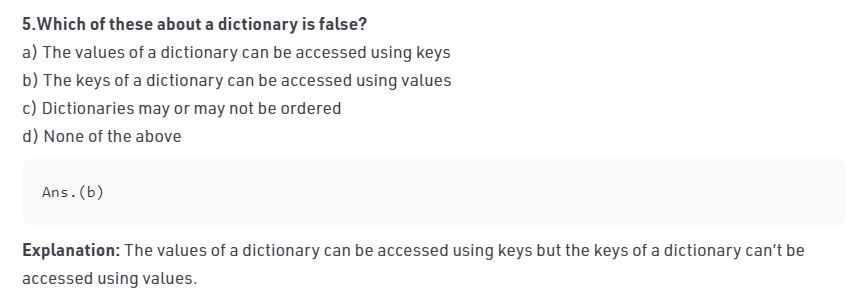 5.Which of these about a dictionary is false?
a) The values of a dictionary can be accessed using keys
b) The keys of a dictionary can be accessed using values
c) Dictionaries may or may not be ordered
d) None of the above
Ans.(b)
Explanation: The values of a dictionary can be accessed using keys but the keys of a dictionary can't be
accessed using values.